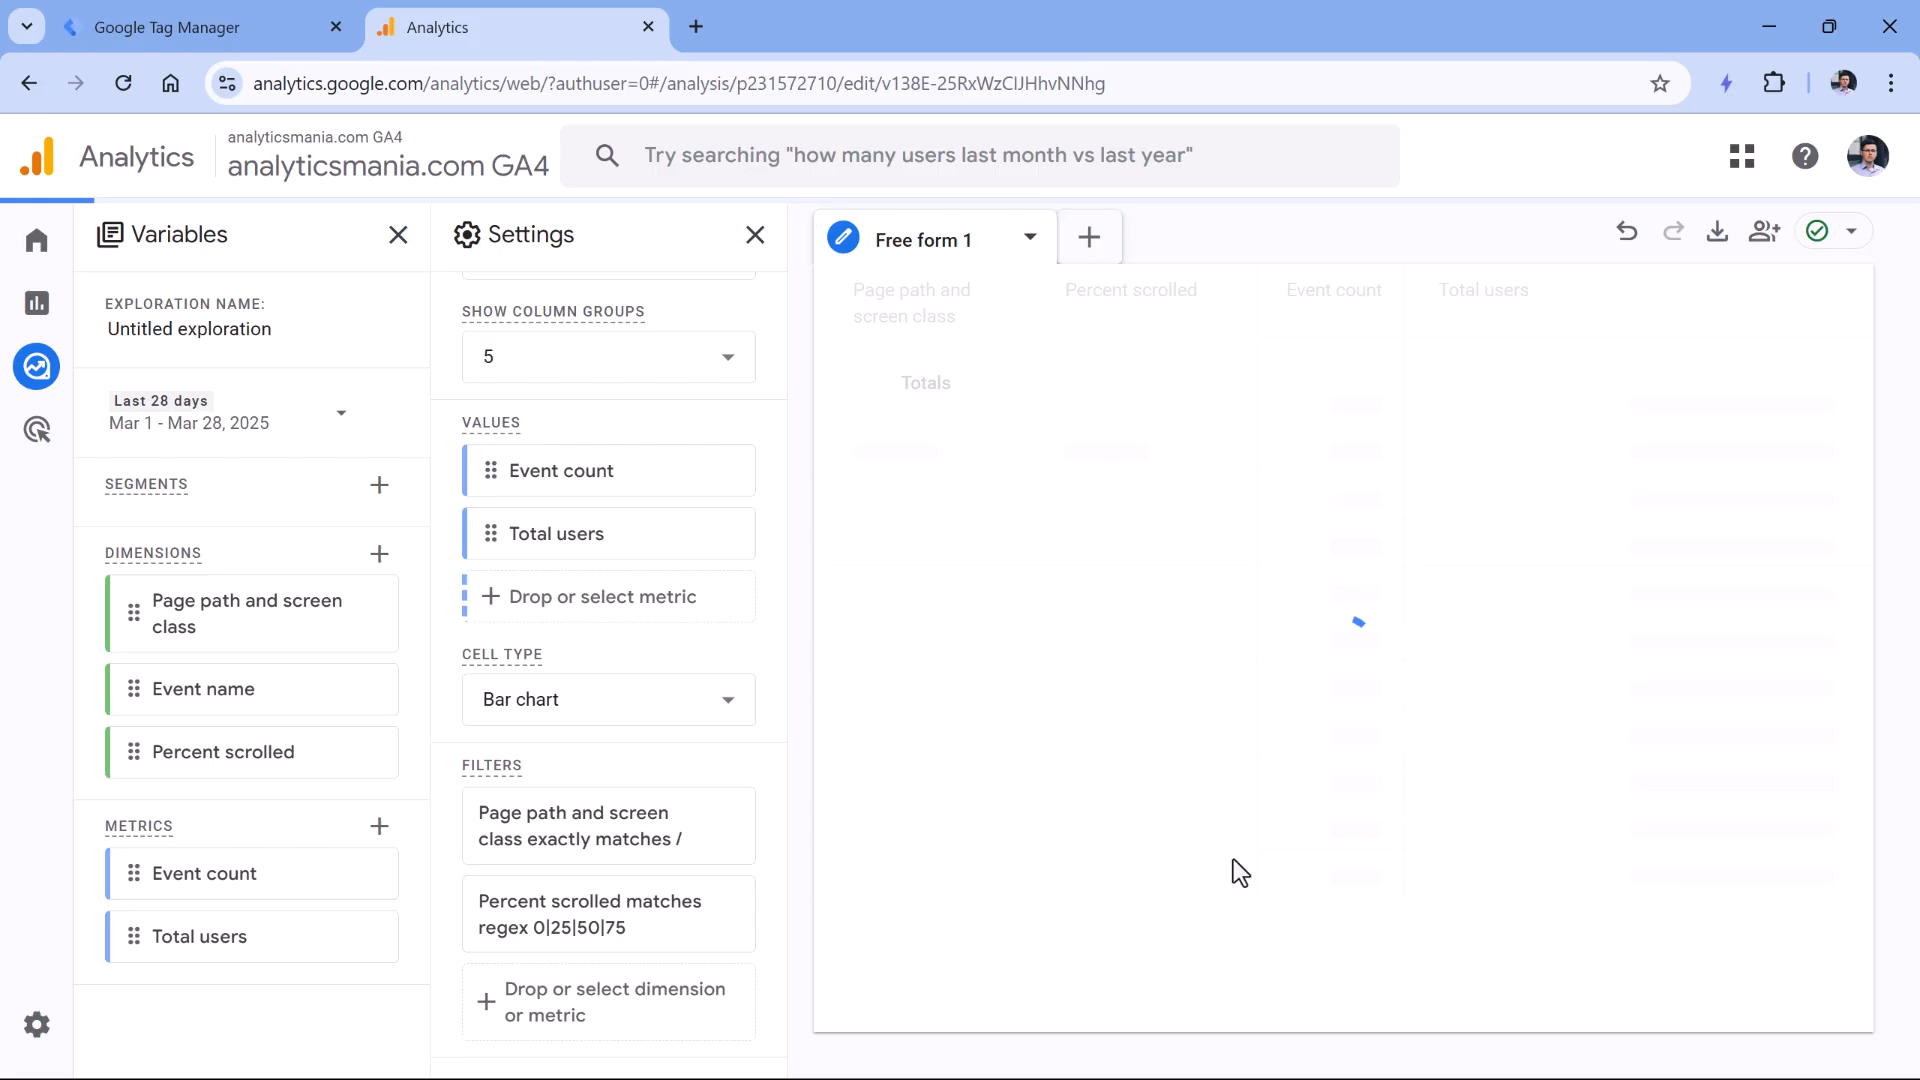 Google Tag Manager
Analytics
analytics.google.com/analytics/web/?authuser=0#/analysis/p231572710/edit/v138E-25RxWzCIJHhvNNhg
Analytics
analyticsmania.com GA4
analyticsmania.com GA4
Try searching "how many users last month vs last year"
Variables
EXPLORATION NAME:
Untitled exploration
Last 28 days
Mar 1 - Mar 28, 2025
SEGMENTS
DIMENSIONS
Page path and screen
class
Event name
Percent scrolled
METRICS
Event count
Total users
Settings
SHOW COLUMN GROUPS
5
VALUES
Event count
Total users
Drop or select metric
CELL TYPE
Bar chart
FILTERS
Page path and screen
class exactly matches /
Percent scrolled matches
regex 0|25|50|75
Drop or select dimension
or metric
Free form 1
Page path and
screen class
Percent scrolled
Event count
Total users
Totals